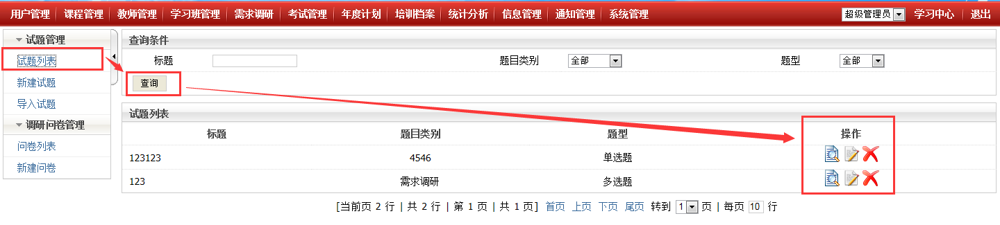 用户管理 课程管理 教师管理 学习班管理 需求调研 考试管理 年度计划 培训档案 统计分析 信息管理 通知管理 系统管理 超级管理员 学习中心 退出
试题管理
试题列表
新建试题
导入试题
调研问卷管理
问卷列表
新建问卷
查询条件
标题 题目类别 全部 题型 全部
查询
试题列表
标题 题目类别 题型 操作
123123 4546 单选题
123 需求调研 多选题
[当前页 2 行 | 共 2 行 | 第 1 页 | 共 1 页] 首页 上页 下页 尾页 转到 1 页 | 每页 10 行